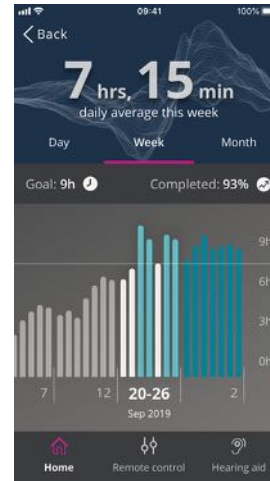 09:41 100%
Back
7 hrs, 15 min
daily average this week
Day Week Month
Goal: 9h Completed: 93%
9h
6h
3h
0h
7 12 20-26 2
Sep 2019
Home Remote control Hearing aid